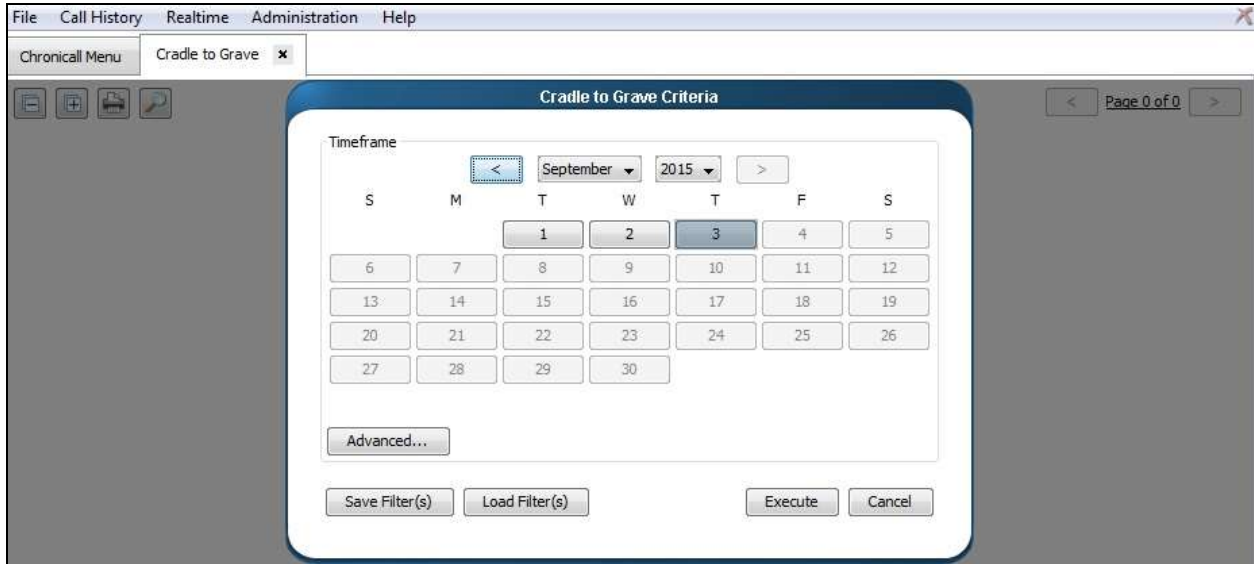 File Call History Realtime Administration Help
Chronicall Menu Cradle to Grave ×
Cradle to Grave Criteria
< Page 0 of 0 >
Timeframe
< September 2015 >
S M T W T F S
1 2 3 4 5
6 7 8 9 10 11 12
13 14 15 16 17 18 19
20 21 22 23 24 25 26
27 28 29 30
Advanced...
Save Filter(s) Load Filter(s) Execute Cancel